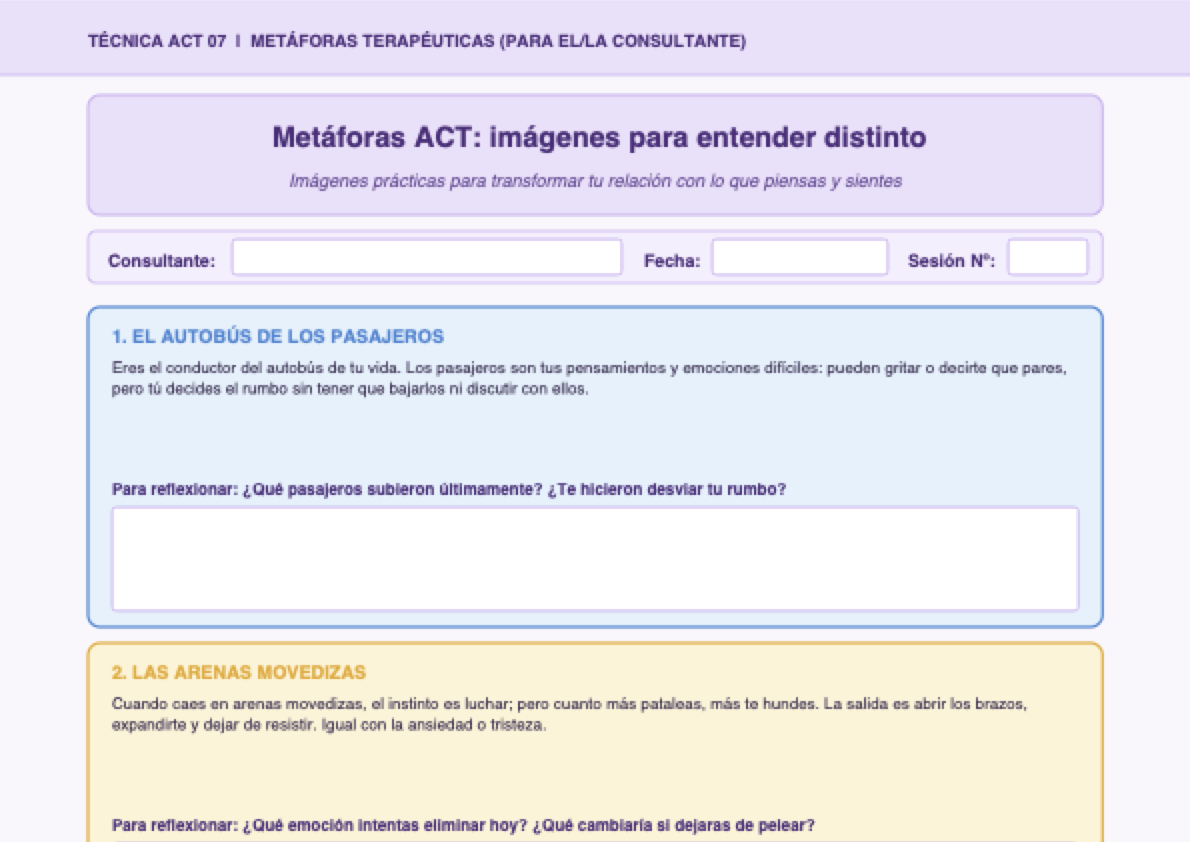 TÉCNICA ACT 07 | METÁFORAS TERAPÉUTICAS (PARA EL/LA CONSULTANTE)
Metáforas ACT: imágenes para entender distinto
Imágenes prácticas para transformar tu relación con lo que piensas y sientes
Consultante: Fecha: Sesión Nº:
1. EL AUTOBÚS DE LOS PASAJEROS
Eres el conductor del autobús de tu vida. Los pasajeros son tus pensamientos y emociones difíciles: pueden gritar o decirte que pares,
pero tú decides el rumbo sin tener que bajarlos ni discutir con ellos.
Para reflexionar: ¿Qué pasajeros subieron últimamente? ¿Te hicieron desviar tu rumbo?
2. LAS ARENAS MOVEDIZAS
Cuando caes en arenas movedizas, el instinto es luchar; pero cuanto más pataleas, más te hundes. La salida es abrir los brazos,
expandirte y dejar de resistir. Igual con la ansiedad o tristeza.
Para reflexionar: ¿Qué emoción intentas eliminar hoy? ¿Qué cambiaría si dejaras de pelear?